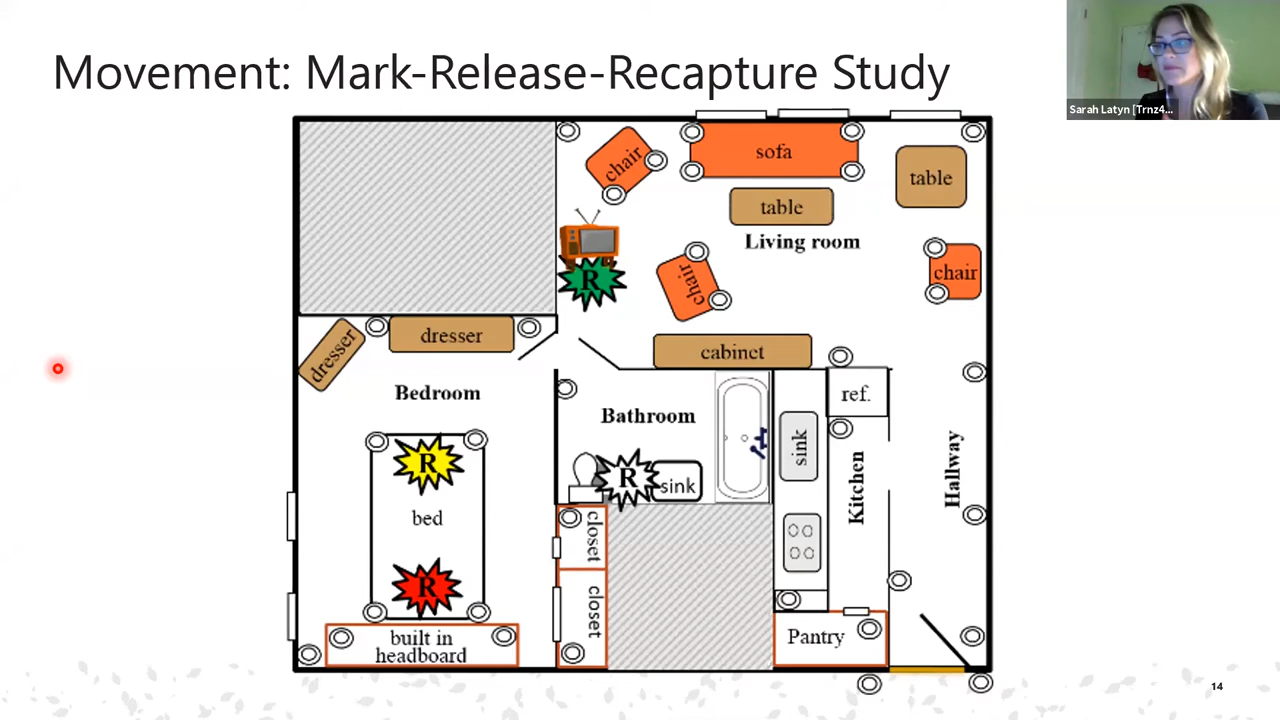 Movement: Mark-Release-Recapture Study
Sarah Latyn [Trnz4...
chair
sofa
table
table
Living room
R
chair
chair
dresser
dresser
cabinet
ref.
Bedroom
Bathroom
sink
Kitchen
Hallway
R
R
sink
bed
closet
R
closet
built in
headboard
Pantry
14